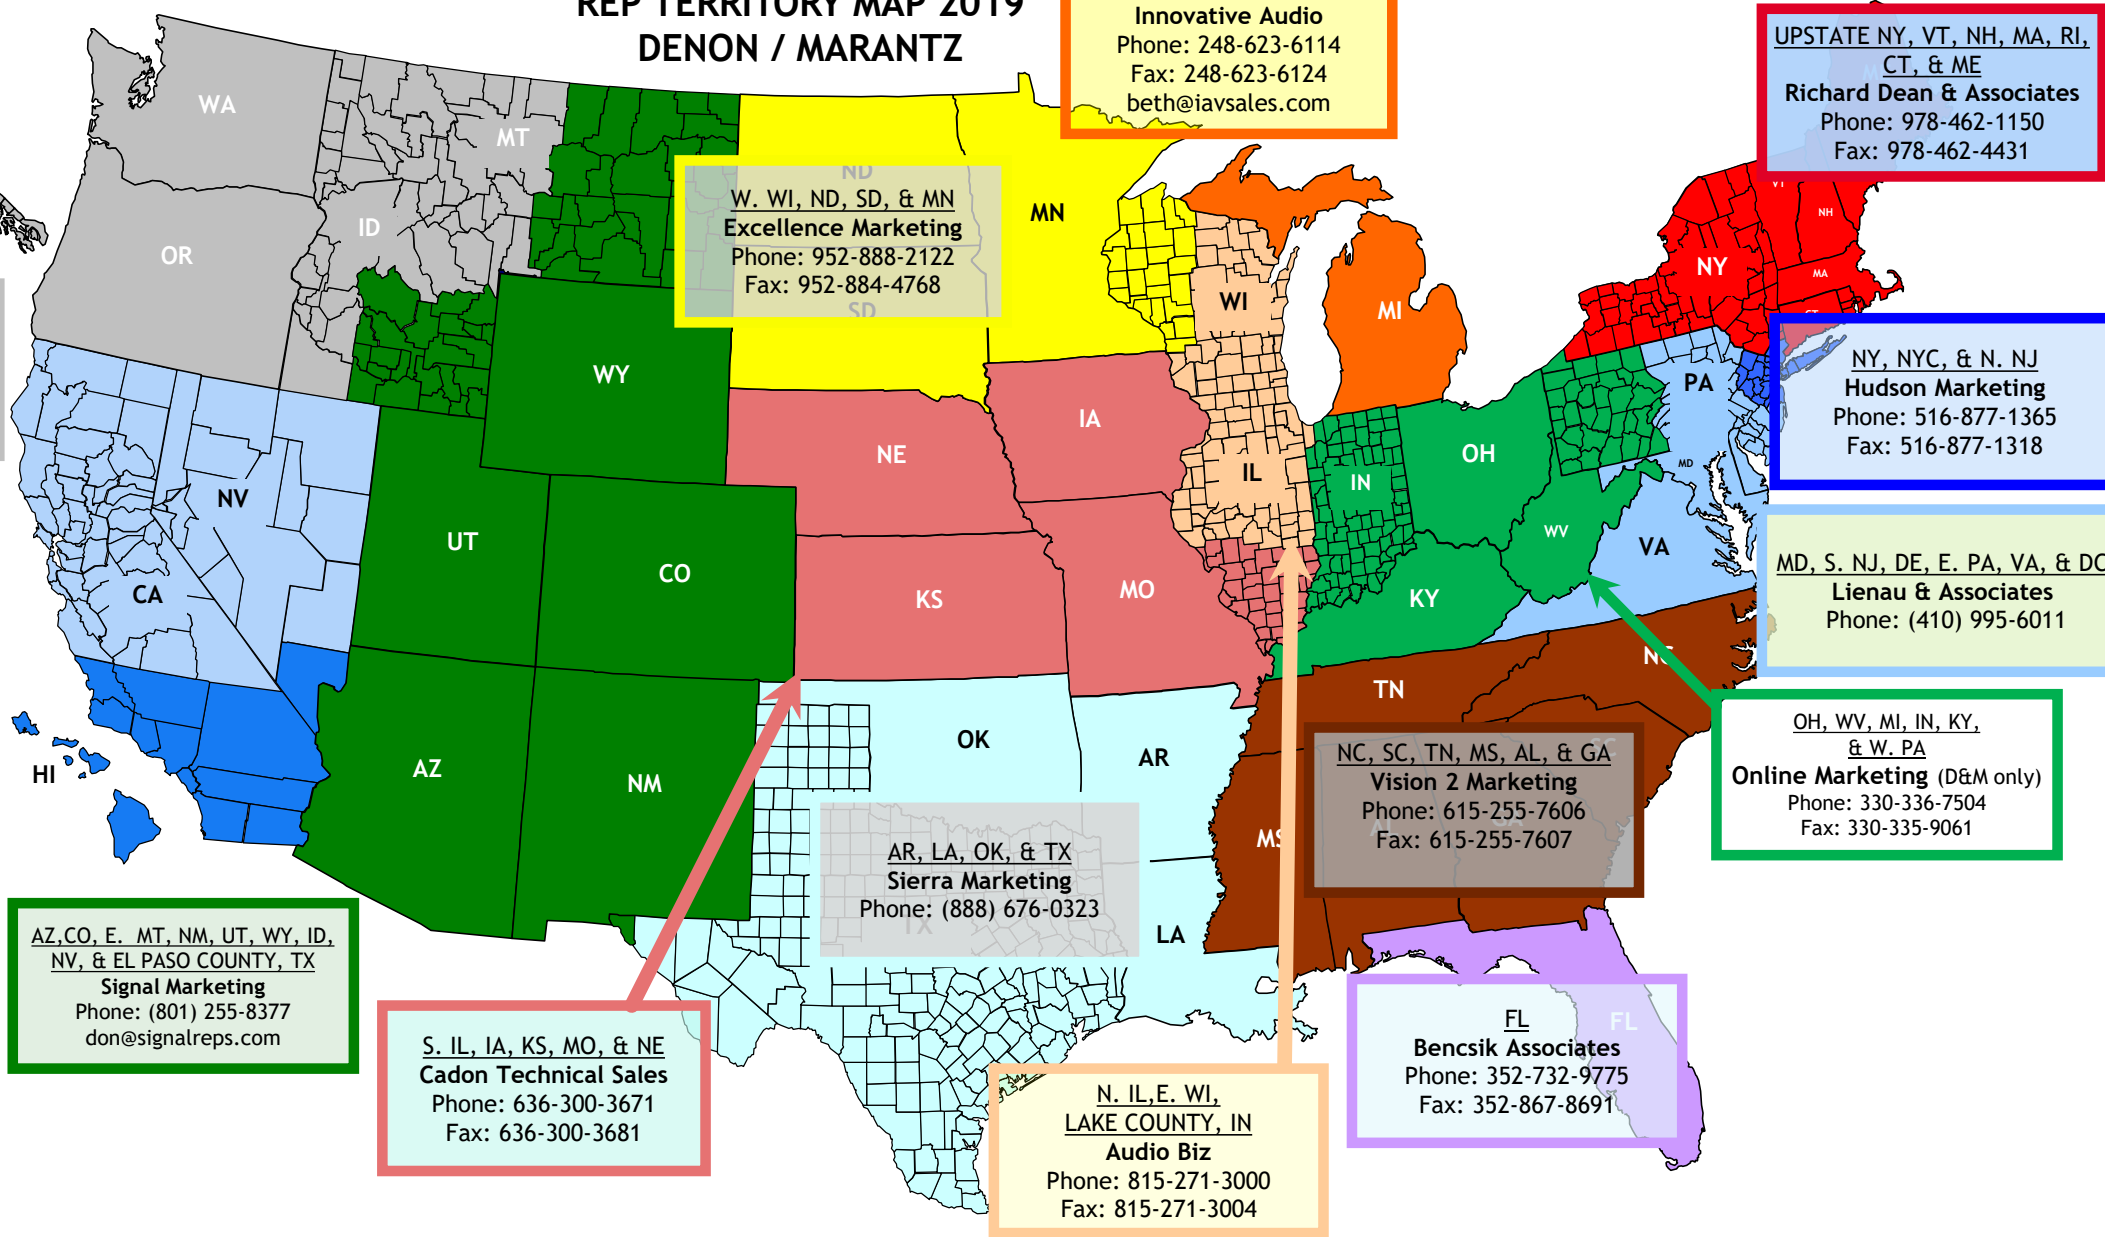 REP TERRITORY MAP 2019
DENON / MARANTZ
Innovative Audio
Phone: 248-623-6114
Fax: 248-623-6124
beth@iavsales.com
UPSTATE NY, VT, NH, MA, RI,
CT, & ME
Richard Dean & Associates
Phone: 978-462-1150
Fax: 978-462-4431
WA
MT
ND
W. WI, ND, SD, & MN
Excellence Marketing
Phone: 952-888-2122
Fax: 952-884-4768
SD
MN
OR
ID
WI
MI
VT
NH
NY
MA
CT
NY, NYC, & N. NJ
Hudson Marketing
Phone: 516-877-1365
Fax: 516-877-1318
WY
PA
IA
NE
IL
IN
OH
MD
NV
UT
CO
WV
VA
MD, S. NJ, DE, E. PA, VA, & DC
Lienau & Associates
Phone: (410) 995-6011
CA
KS
MO
KY
NC
TN
SC
OH, WV, MI, IN, KY,
& W. PA
Online Marketing (D&M only)
Phone: 330-336-7504
Fax: 330-335-9061
HI
AZ
NM
OK
AR
NC, SC, TN, MS, AL, & GA
Vision 2 Marketing
Phone: 615-255-7606
Fax: 615-255-7607
MS
AL
GA
AR, LA, OK, & TX
Sierra Marketing
Phone: (888) 676-0323
TX
LA
AZ,CO, E. MT, NM, UT, WY, ID,
NV, & EL PASO COUNTY, TX
Signal Marketing
Phone: (801) 255-8377
don@signalreps.com
S. IL, IA, KS, MO, & NE
Cadon Technical Sales
Phone: 636-300-3671
Fax: 636-300-3681
N. IL,E. WI,
LAKE COUNTY, IN
Audio Biz
Phone: 815-271-3000
Fax: 815-271-3004
FL
Bencsik Associates
Phone: 352-732-9775
Fax: 352-867-8691
FL